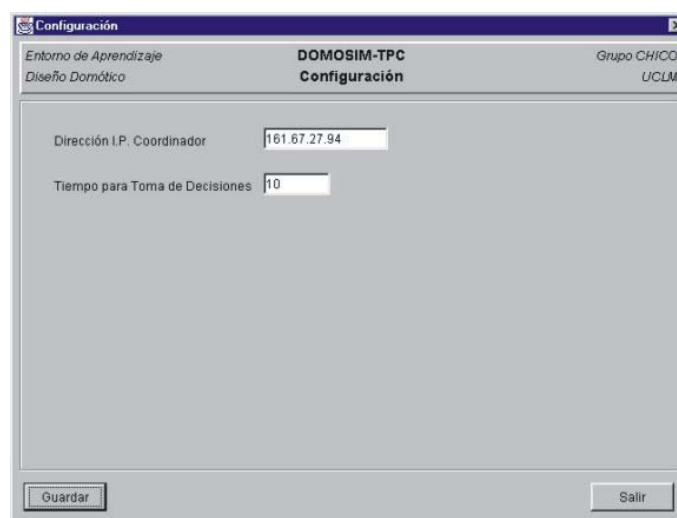 Configuración
Entorno de Aprendizaje DOMOSIM-TPC Grupo CHICO
Diseño Domótico Configuración UCLM
Dirección I.P. Coordinador 161.67.27.94
Tiempo para Toma de Decisiones 10
Guardar Salir